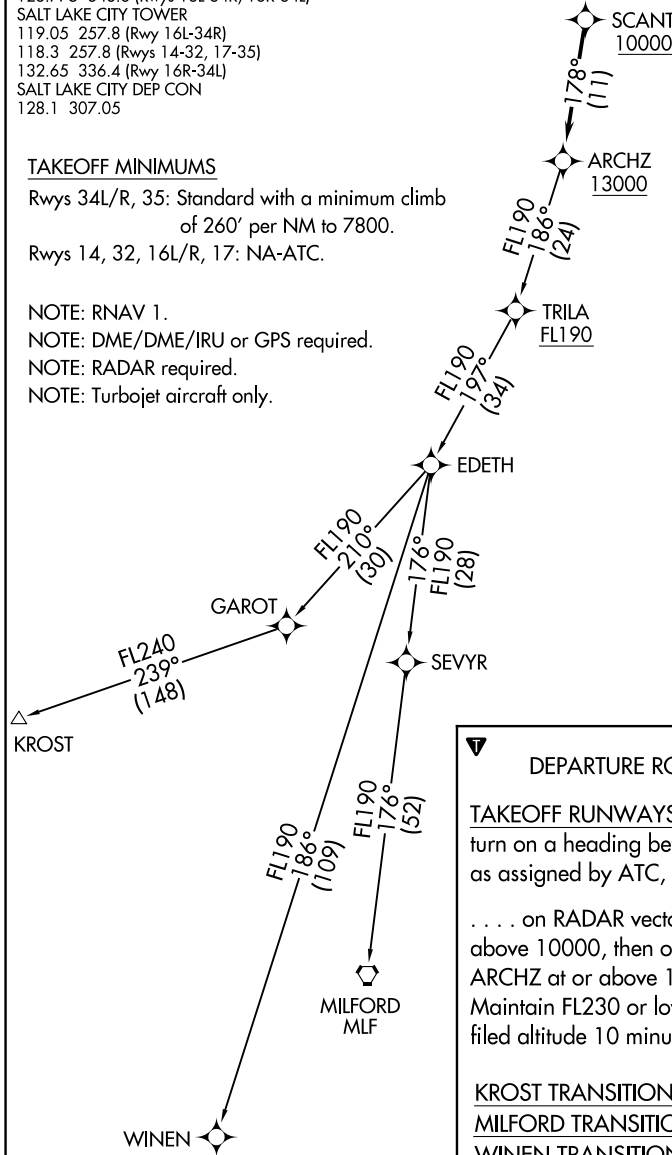 SALT LAKE CITY TOWER
119.05 257.8 (Rwy 16L-34R)
118.3 257.8 (Rwys 14-32, 17-35)
132.65 336.4 (Rwy 16R-34L)
SALT LAKE CITY DEP CON
128.1 307.05
TAKEOFF MINIMUMS
Rwys 34L/R, 35: Standard with a minimum climb
of 260' per NM to 7800.
Rwys 14, 32, 16L/R, 17: NA-ATC.
NOTE: RNAV 1.
NOTE: DME/DME/IRU or GPS required.
NOTE: RADAR required.
NOTE: Turbojet aircraft only.
SCANT
10000
178°
(11)
ARCHZ
13000
FL190
186°
(24)
TRILA
FL190
FL190
197°
(34)
EDETH
FL190
210°
(30)
176°
FL190
(28)
GAROT
SEVYR
FL240
239°
(148)
KROST
FL190
186°
(109)
FL190
176°
(52)
MILFORD
MLF
WINEN
T
DEPARTURE
TAKEOFF RUNWAYS
turn on a heading
as assigned by ATC,
. . . . on RADAR
above 10000, then
ARCHZ at or above
Maintain FL230 or
filed altitude 10
KROST TRANSITION
MILFORD TRANSITION
WINEN TRANSITION